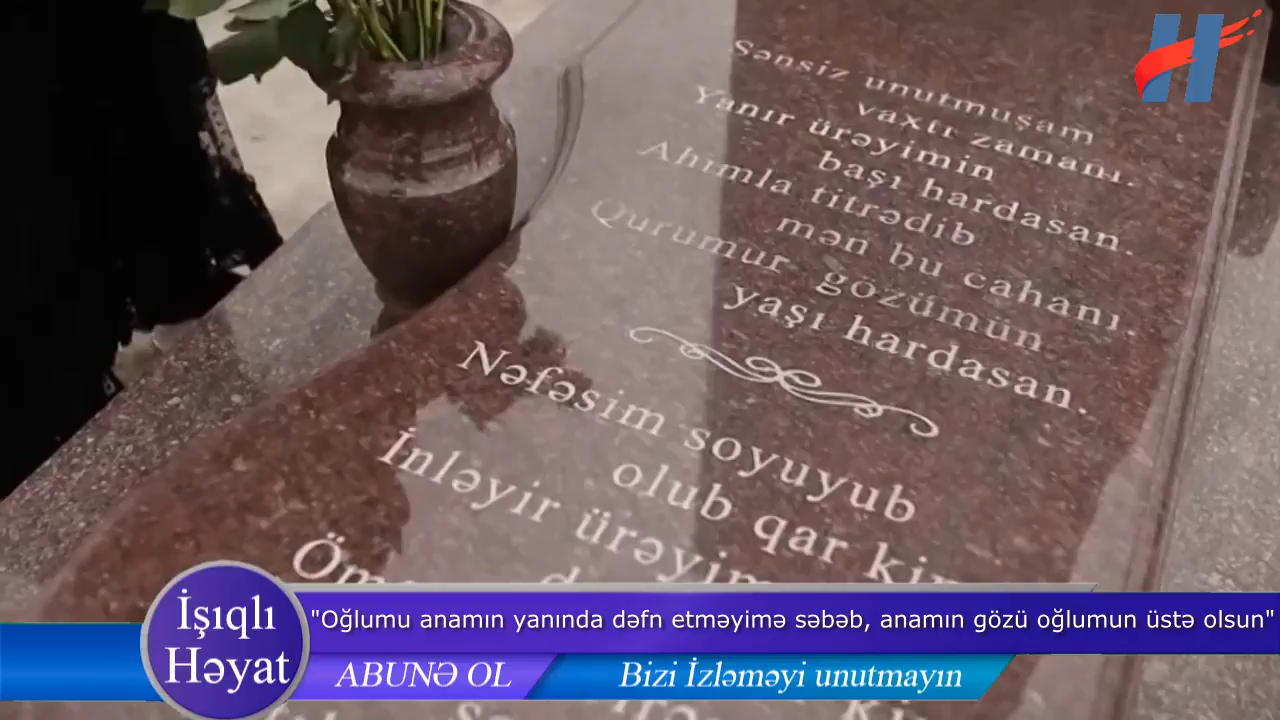 Sənsiz unutmuşam
vaxtı zamanı.
Yanır ürəyimin
başı hardasan.
Ahımla titrədib
mən bu cahanı.
Qurumur gözümün
yaşı hardasan.
Nəfəsim soyuyub
olub qar kimi
İnləyir ürəyim
İşıqlı
Həyat
"Oğlumu anamın yanında dəfn etməyimə səbəb, anamın gözü oğlumun üstə olsun"
ABUNƏ OL
Bizi İzləməyi unutmayın
H